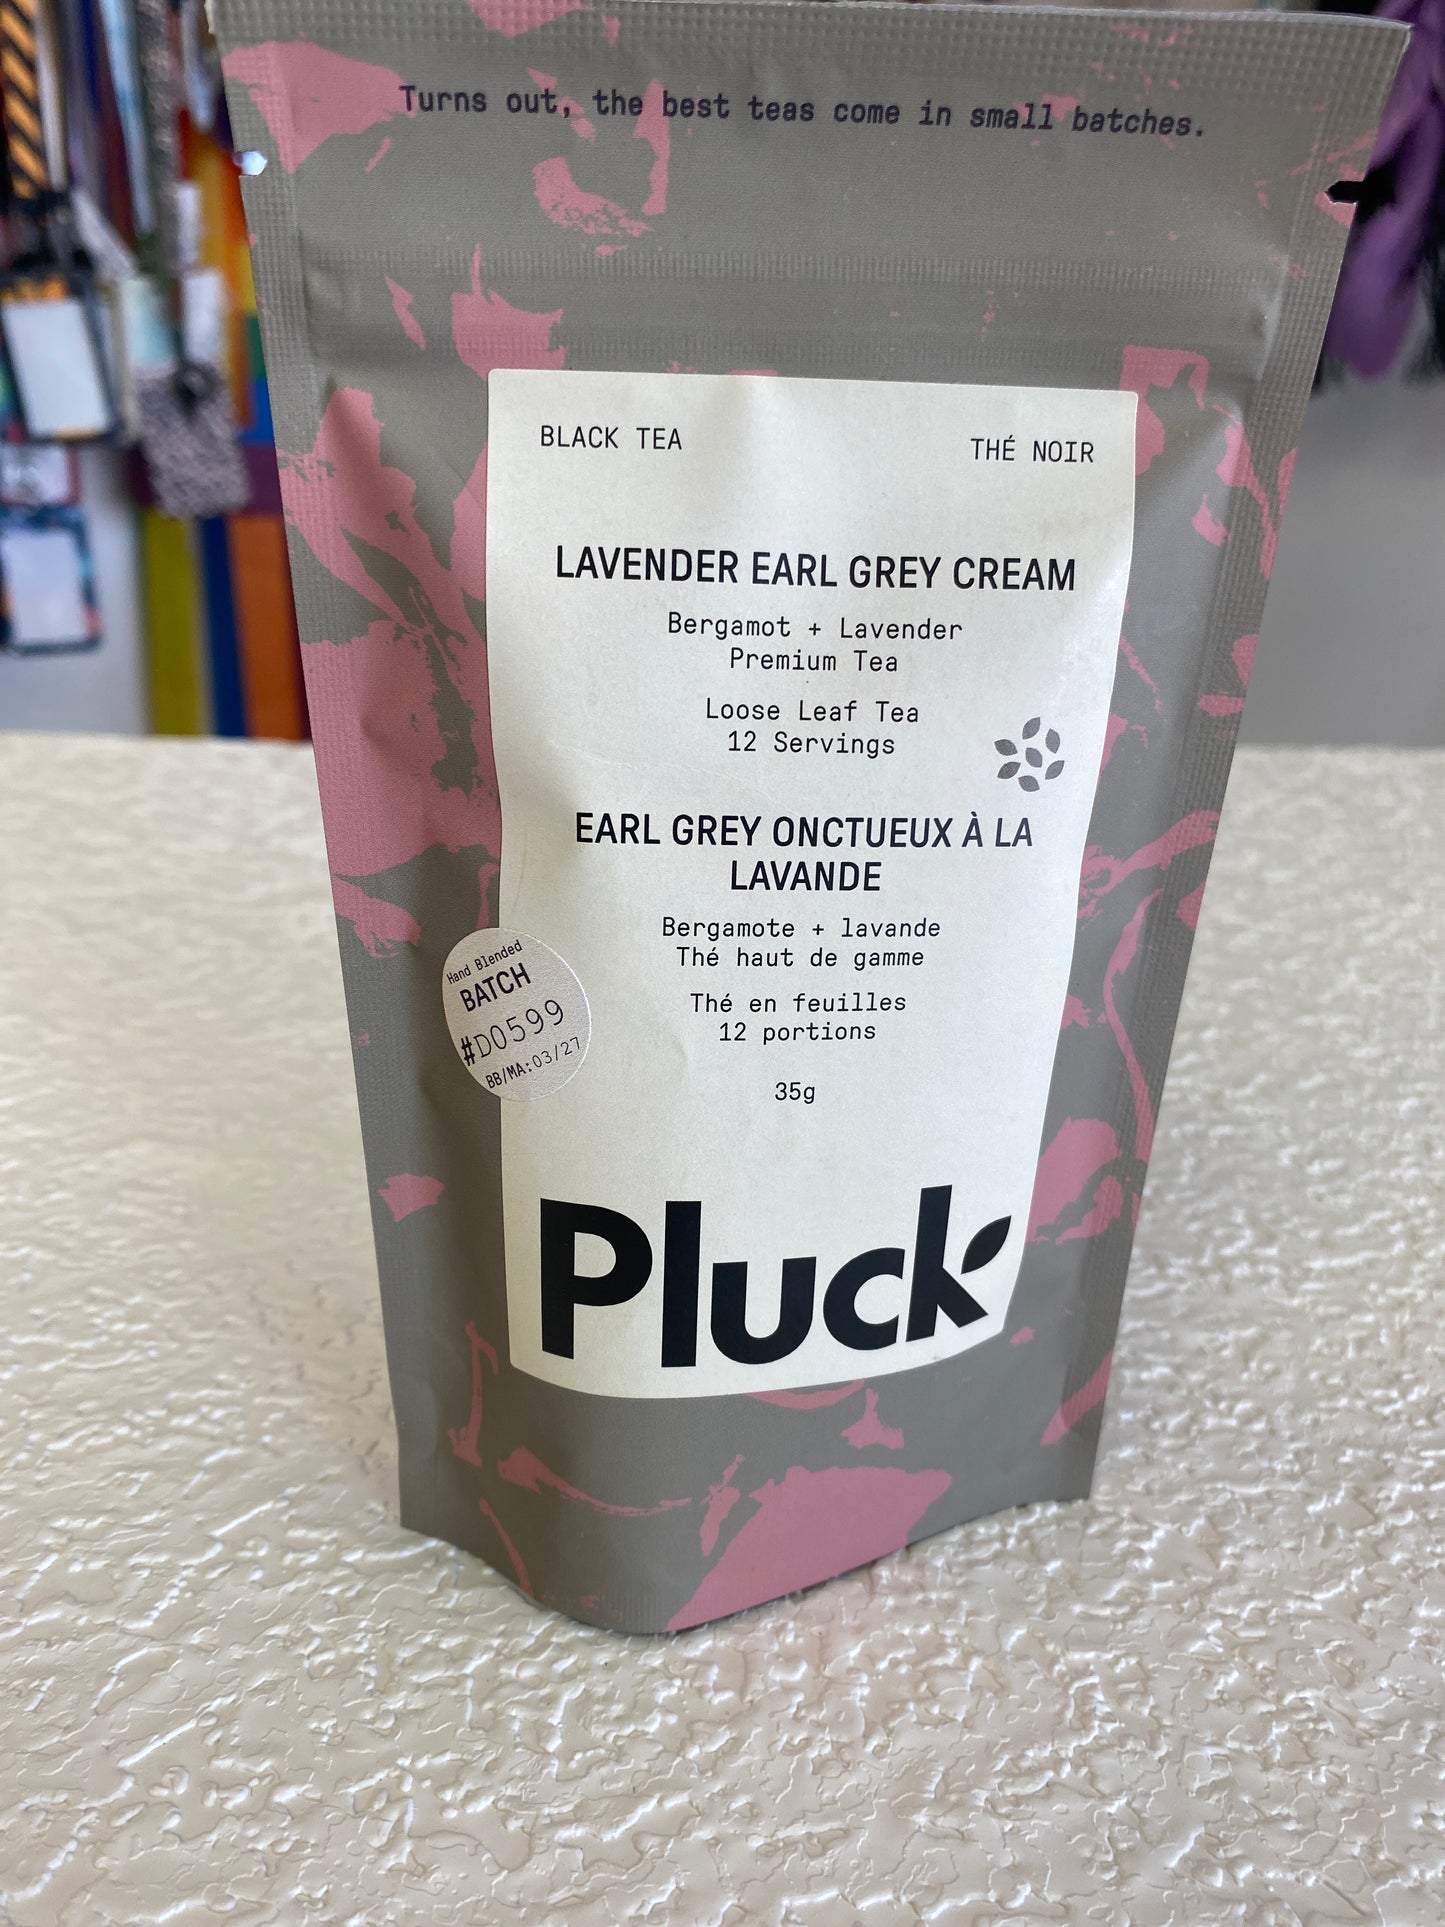 Turns out, the best teas come in small batches.
BLACK TEA
THÉ NOIR
LAVENDER EARL GREY CREAM
Bergamot + Lavender
Premium Tea
Loose Leaf Tea
12 Servings
EARL GREY ONCTUEUX À LA
LAVANDE
Bergamote + lavande
Thé haut de gamme
Thé en feuilles
12 portions
35g
Hand Blended
BATCH
#D0599
BB/MA:03/27
Pluck